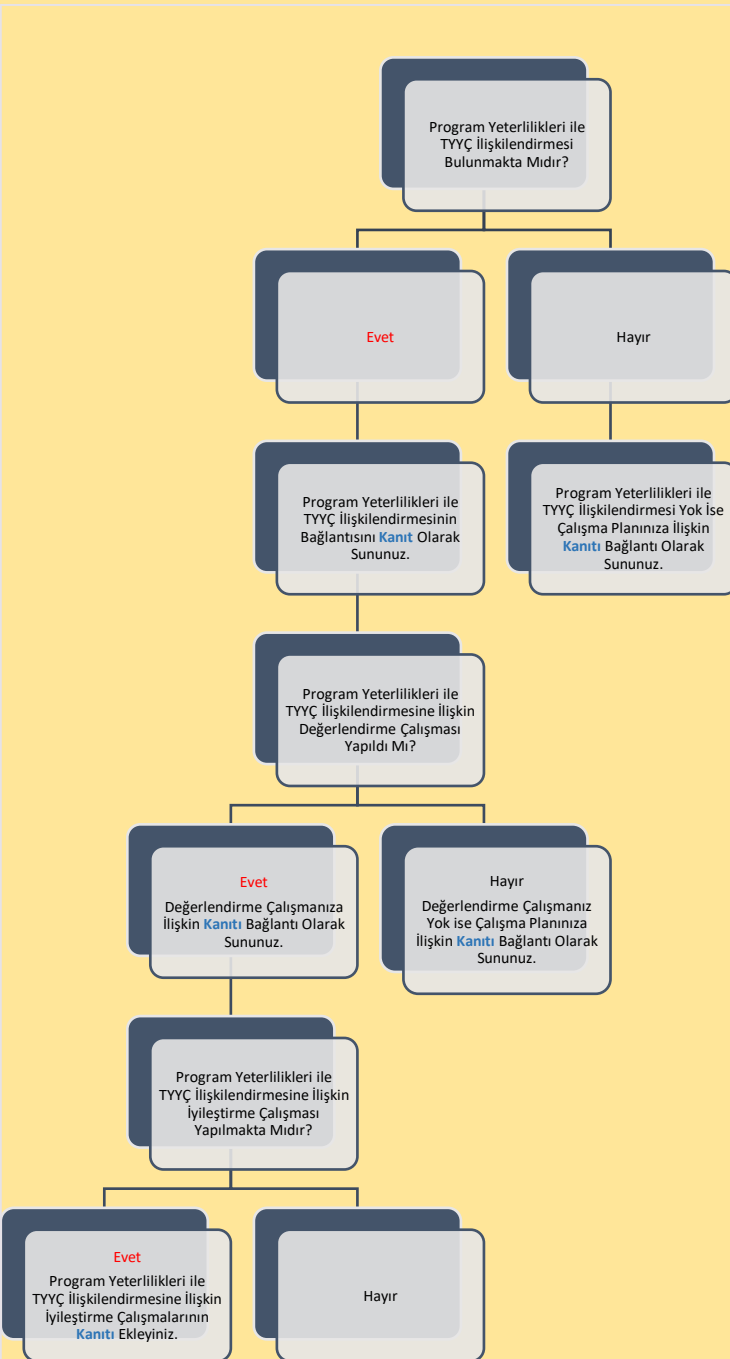 Program Yeterlilikleri ile
TYYÇ İlişkilendirmesi
Bulunmakta Mıdır?
Evet
Hayır
Program Yeterlilikleri ile
TYYÇ İlişkilendirmesinin
Bağlantısını Kanıt Olarak
Sununuz.
Program Yeterlilikleri ile
TYYÇ İlişkilendirmesi Yok İse
Çalışma Planınıza İlişkin
Kanıtı Bağlantı Olarak
Sununuz.
Program Yeterlilikleri ile
TYYÇ İlişkilendirmesine İlişkin
Değerlendirme Çalışması
Yapıldı Mı?
Evet
Değerlendirme Çalışmanıza
İlişkin Kanıtı Bağlantı Olarak
Sununuz.
Hayır
Değerlendirme Çalışmanız
Yok ise Çalışma Planınıza
İlişkin Kanıtı Bağlantı Olarak
Sununuz.
Program Yeterlilikleri ile
TYYÇ İlişkilendirmesine İlişkin
İyileştirme Çalışması
Yapılmakta Mıdır?
Evet
Program Yeterlilikleri ile
TYYÇ İlişkilendirmesine İlişkin
İyileştirme Çalışmalarının
Kanıtı Ekleyiniz.
Hayır